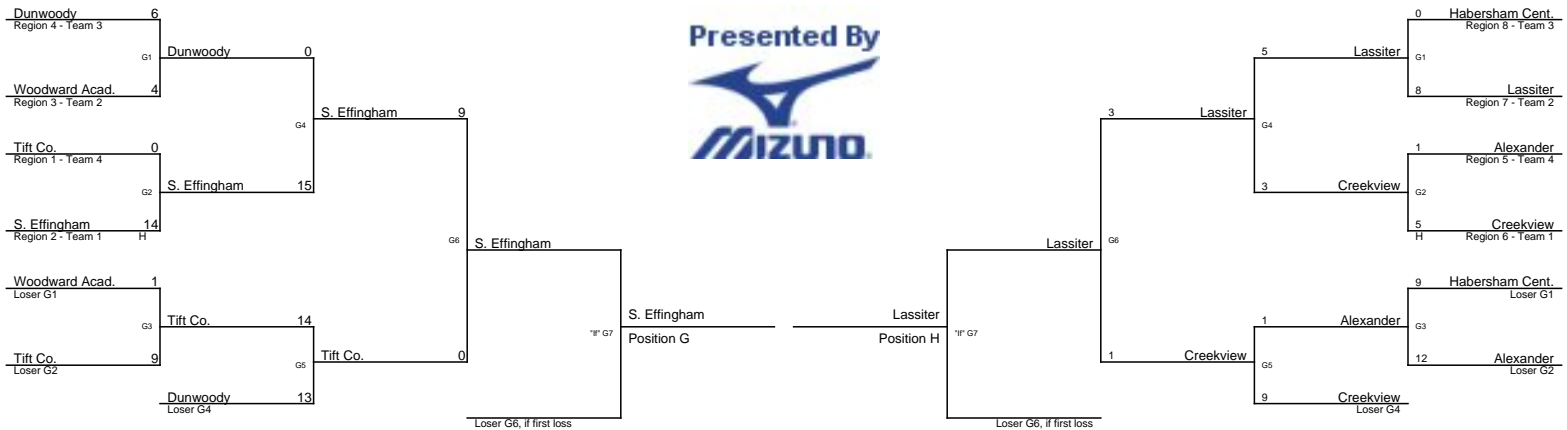 Dunwoody 6
Region 4 - Team 3
G1
Dunwoody 0
Woodward Acad. 4
Region 3 - Team 2
G4
S. Effingham 9
Tift Co. 0
Region 1 - Team 4
G2
S. Effingham 15
S. Effingham 14
Region 2 - Team 1 H
G6
S. Effingham
Woodward Acad. 1
Loser G1
G3
Tift Co. 14
Tift Co. 9
Loser G2
G5
Tift Co. 0
Dunwoody 13
Loser G4
Loser G6, if first loss
"If" G7
S. Effingham
Position G
Presented By
MIZUNO
0 Habersham Cent.
Region 8 - Team 3
5 Lassiter
G1
8 Lassiter
Region 7 - Team 2
3 Lassiter
G4
1 Alexander
Region 5 - Team 4
3 Creekview
G2
5 Creekview
H Region 6 - Team 1
Lassiter
G6
9 Habersham Cent.
Loser G1
1 Alexander
G3
12 Alexander
Loser G2
1 Creekview
G5
9 Creekview
Loser G4
Loser G6, if first loss
Lassiter
Position H
"If" G7